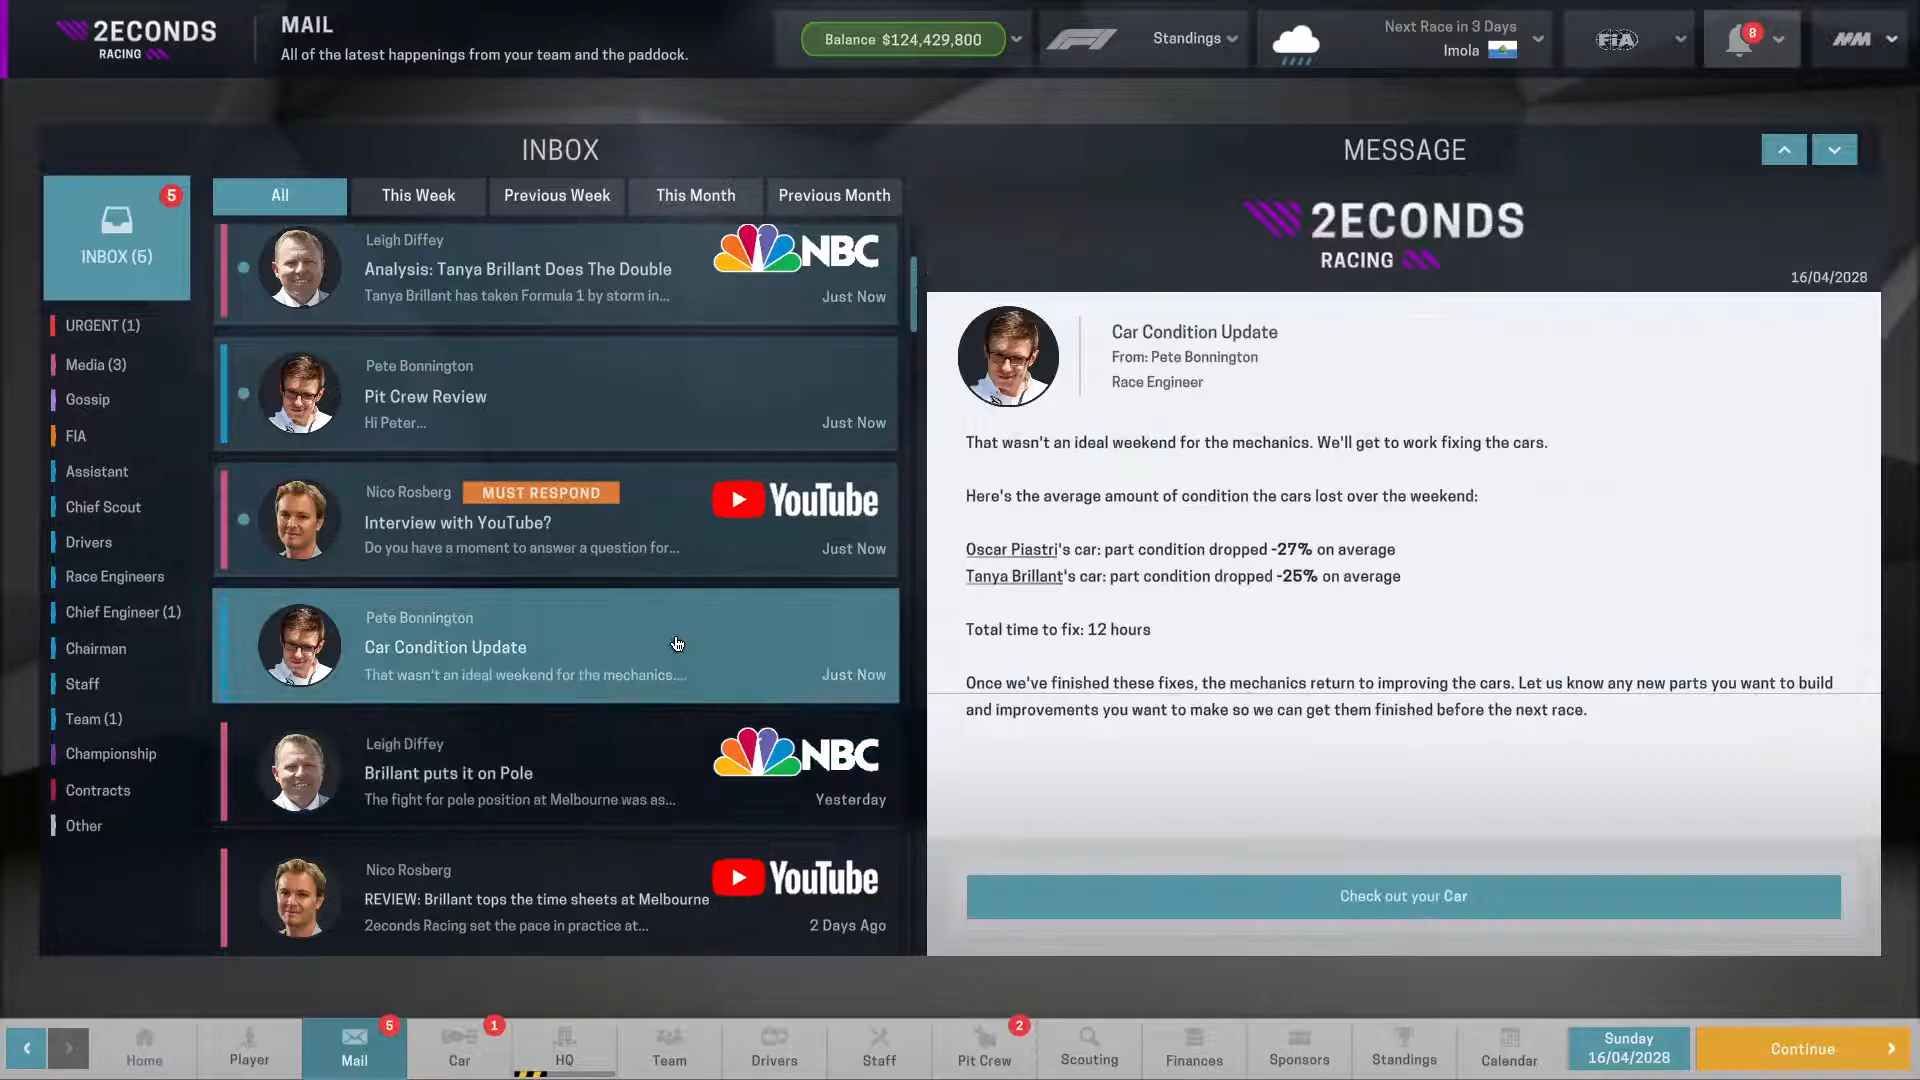 2ECONDS
RACING
MAIL
All of the latest happenings from your team and the paddock.
Balance $124,429,800
Standings
Next Race in 3 Days
Imola
FIA
8
MM
INBOX
MESSAGE
5
INBOX (5)
All
This Week
Previous Week
This Month
Previous Month
URGENT (1)
Media (3)
Gossip
FIA
Assistant
Chief Scout
Drivers
Race Engineers
Chief Engineer (1)
Chairman
Staff
Team (1)
Championship
Contracts
Other
Leigh Diffey
Analysis: Tanya Brillant Does The Double
Tanya Brillant has taken Formula 1 by storm in...
NBC
Just Now
Pete Bonnington
Pit Crew Review
Hi Peter...
Just Now
Nico Rosberg
MUST RESPOND
Interview with YouTube?
Do you have a moment to answer a question for...
YouTube
Just Now
Pete Bonnington
Car Condition Update
That wasn't an ideal weekend for the mechanics....
Just Now
Leigh Diffey
Brillant puts it on Pole
The fight for pole position at Melbourne was as...
NBC
Yesterday
Nico Rosberg
REVIEW: Brillant tops the time sheets at Melbourne
2econds Racing set the pace in practice at...
YouTube
2 Days Ago
2ECONDS
RACING
16/04/2028
Car Condition Update
From: Pete Bonnington
Race Engineer
That wasn't an ideal weekend for the mechanics. We'll get to work fixing the cars.
Here's the average amount of condition the cars lost over the weekend:
Oscar Piastri's car: part condition dropped -27% on average
Tanya Brillant's car: part condition dropped -25% on average
Total time to fix: 12 hours
Once we've finished these fixes, the mechanics return to improving the cars. Let us know any new parts you want to build
and improvements you want to make so we can get them finished before the next race.
Check out your Car
Home
Player
5
Mail
1
Car
HQ
Team
Drivers
Staff
2
Pit Crew
Scouting
Finances
Sponsors
Standings
Calendar
Sunday
16/04/2028
Continue